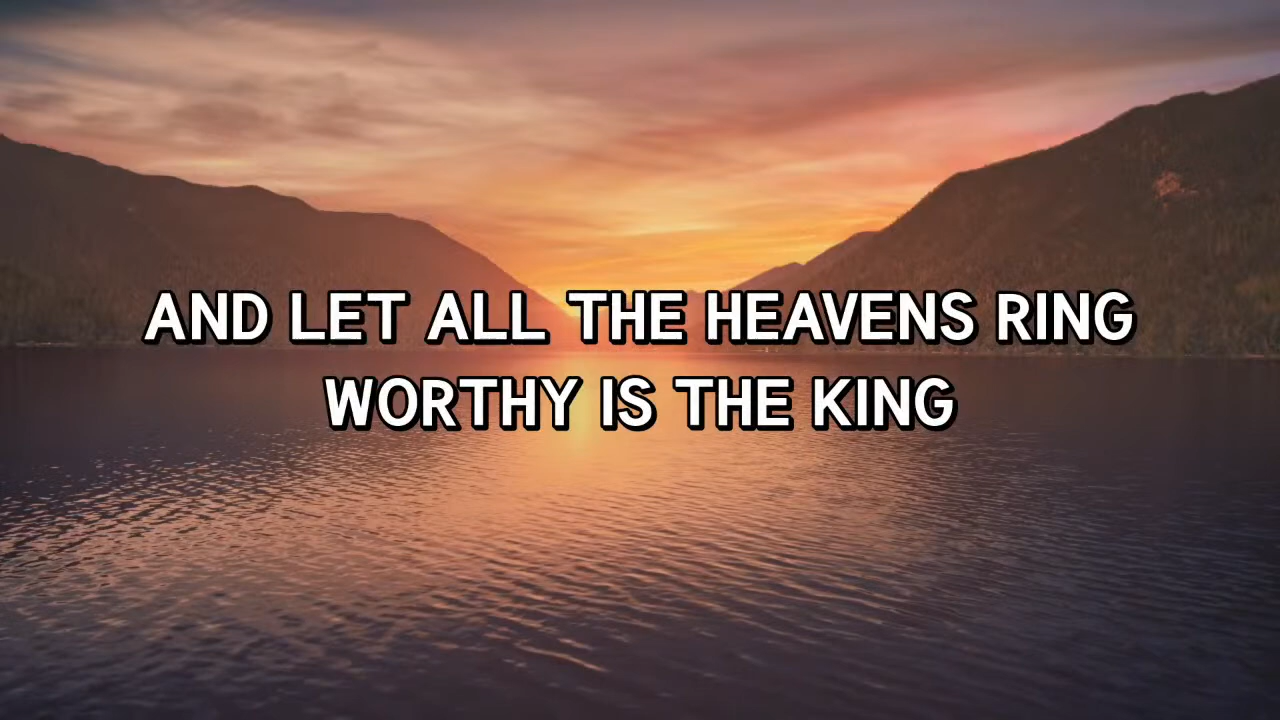 AND LET ALL THE HEAVENS RING
WORTHY IS THE KING